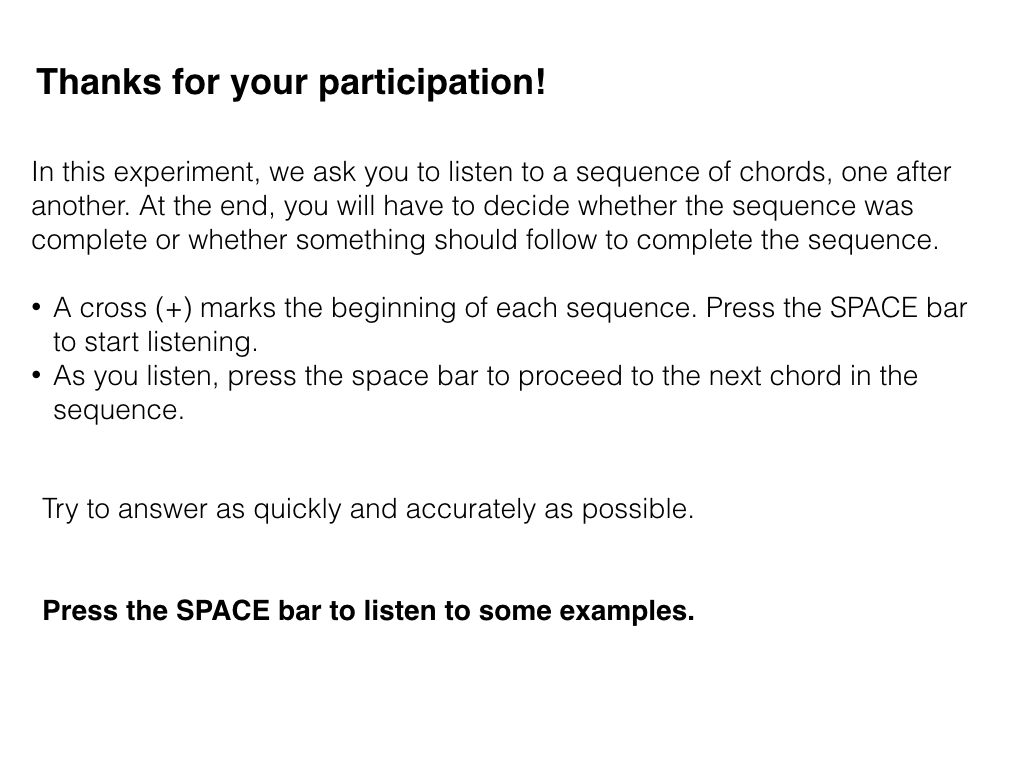 Thanks for your participation!
In this experiment, we ask you to listen to a sequence of chords, one after
another. At the end, you will have to decide whether the sequence was
complete or whether something should follow to complete the sequence.
• A cross (+) marks the beginning of each sequence. Press the SPACE bar
to start listening.
• As you listen, press the space bar to proceed to the next chord in the
sequence.
Try to answer as quickly and accurately as possible.
Press the SPACE bar to listen to some examples.